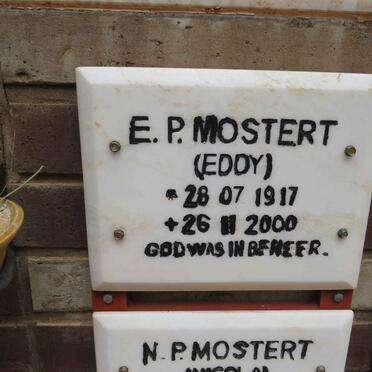 E. P. MOSTERT
(EDDY)
* 28 07 1917
+ 26 11 2000
GOD WAS IN BEHEER.
N. P. MOSTERT